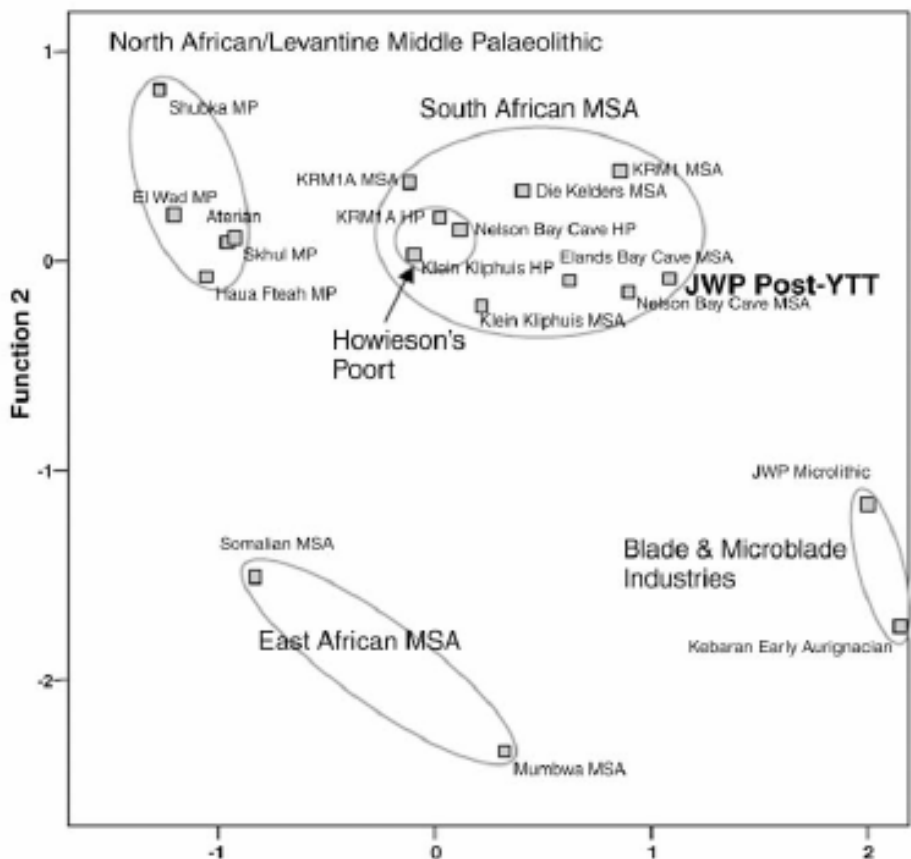 North African/Levantine Middle Palaeolithic
1
Shubka MP
South African MSA
KRM1A MSA
KRM1 MSA
Die Kelders MSA
El Wad MP
Aterian
KRM1A HP
Nelson Bay Cave HP
Skhul MP
Elands Bay Cave MSA
0
Klein Kliphuis HP
Haua Fteah MP
JWP Post-YTT
Nelson Bay Cave MSA
Klein Kliphuis MSA
Howieson's
Poort
Function 2
-1
JWP Microlithic
Somalian MSA
Blade & Microblade
Industries
East African MSA
Kebaran Early Aurignacian
-2
Mumbwa MSA
-1
0
1
2